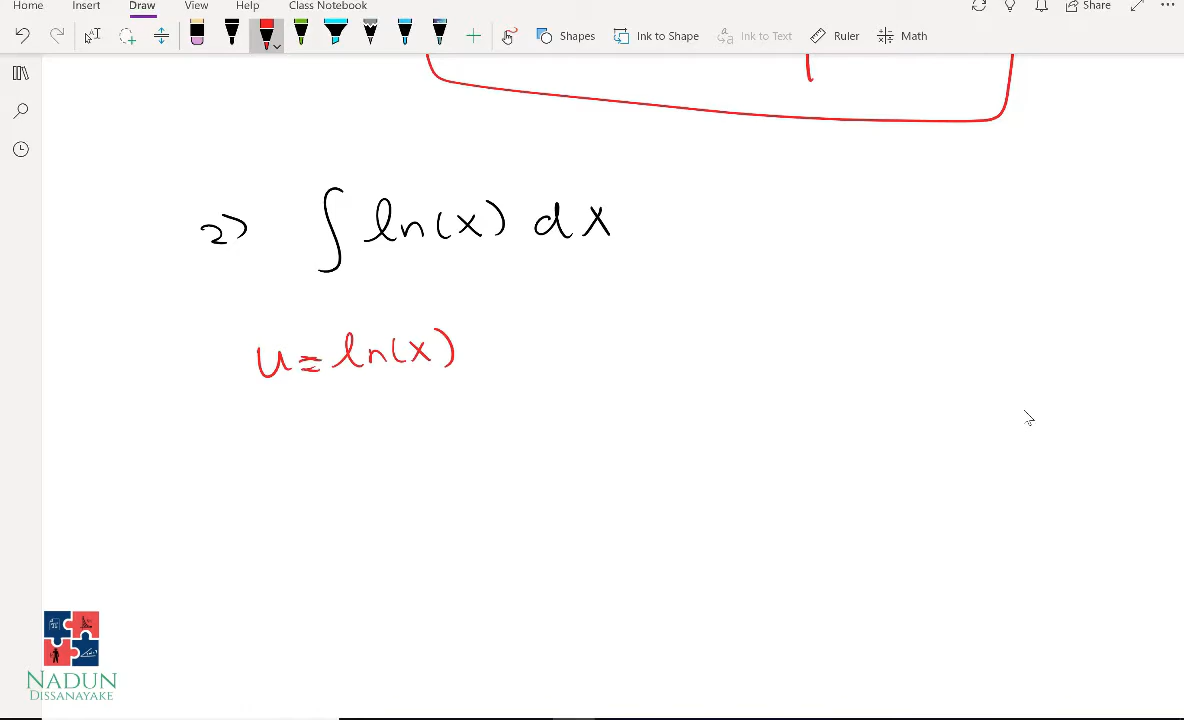 Home Insert Draw View Help Class Notebook Share
Shapes Ink to Shape Ink to Text Ruler Math
2) ∫ ln(x) dx
u = ln(x)
NADUN
DISSANAYAKE